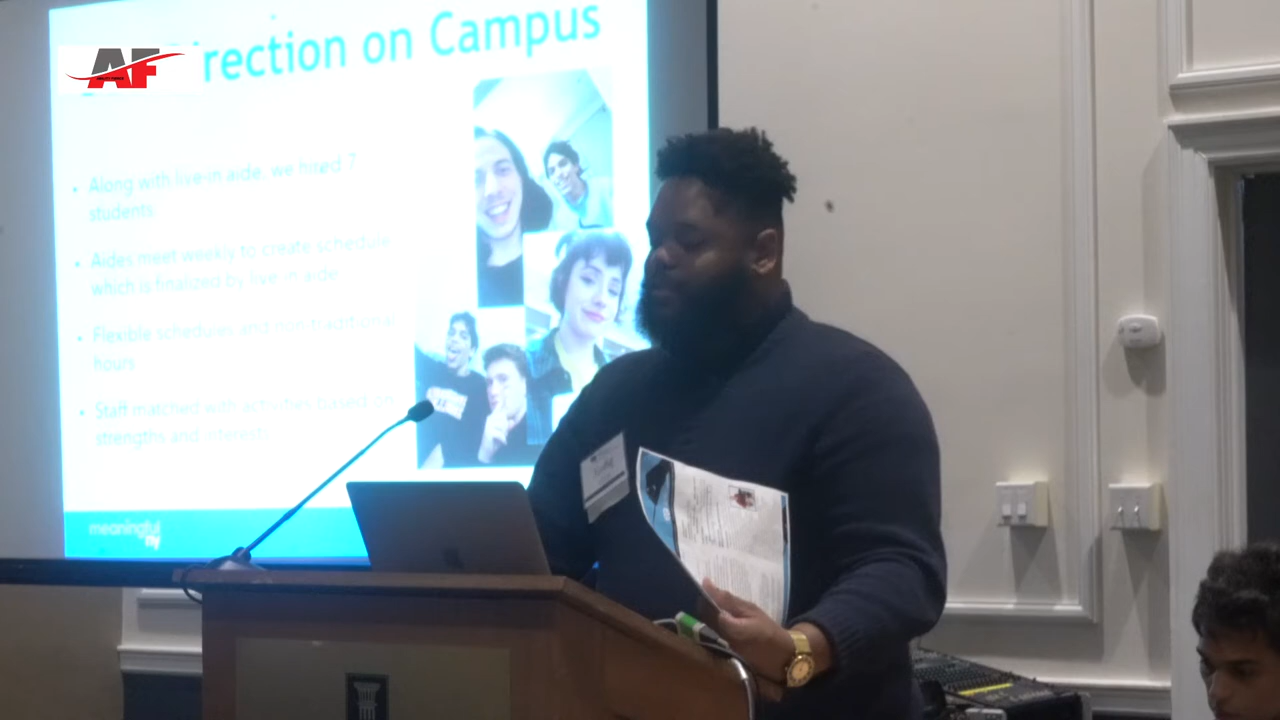 irection on Campus
AF
Along with live-in aide, we hired 7
students.
Aides meet weekly to create schedule
which is finalized by live-in aide
Flexible schedules and non-traditional
hours
Staff matched with activities based on
strengths and interests
meaningful